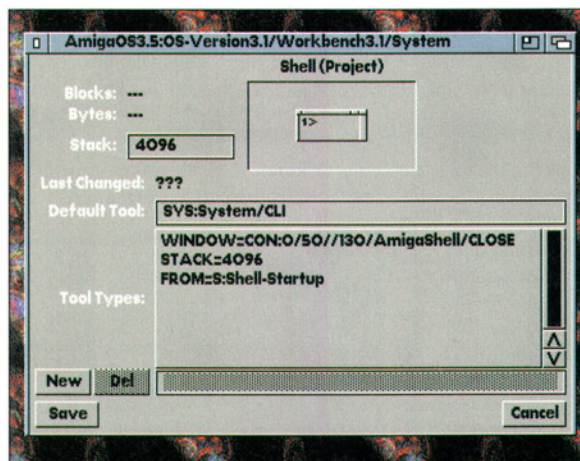 AmigaOS3.5:OS-Version3.1/Workbench3.1/System
Shell (Project)
Blocks: ---
Bytes: ---
Stack: 4096
1>
Last Changed: ???
Default Tool: SYS:System/CLI
Tool Types:
WINDOW=CON:0/50//130/AmigaShell/CLOSE
STACK=4096
FROM=S:Shell-Startup
New Del
Save Cancel